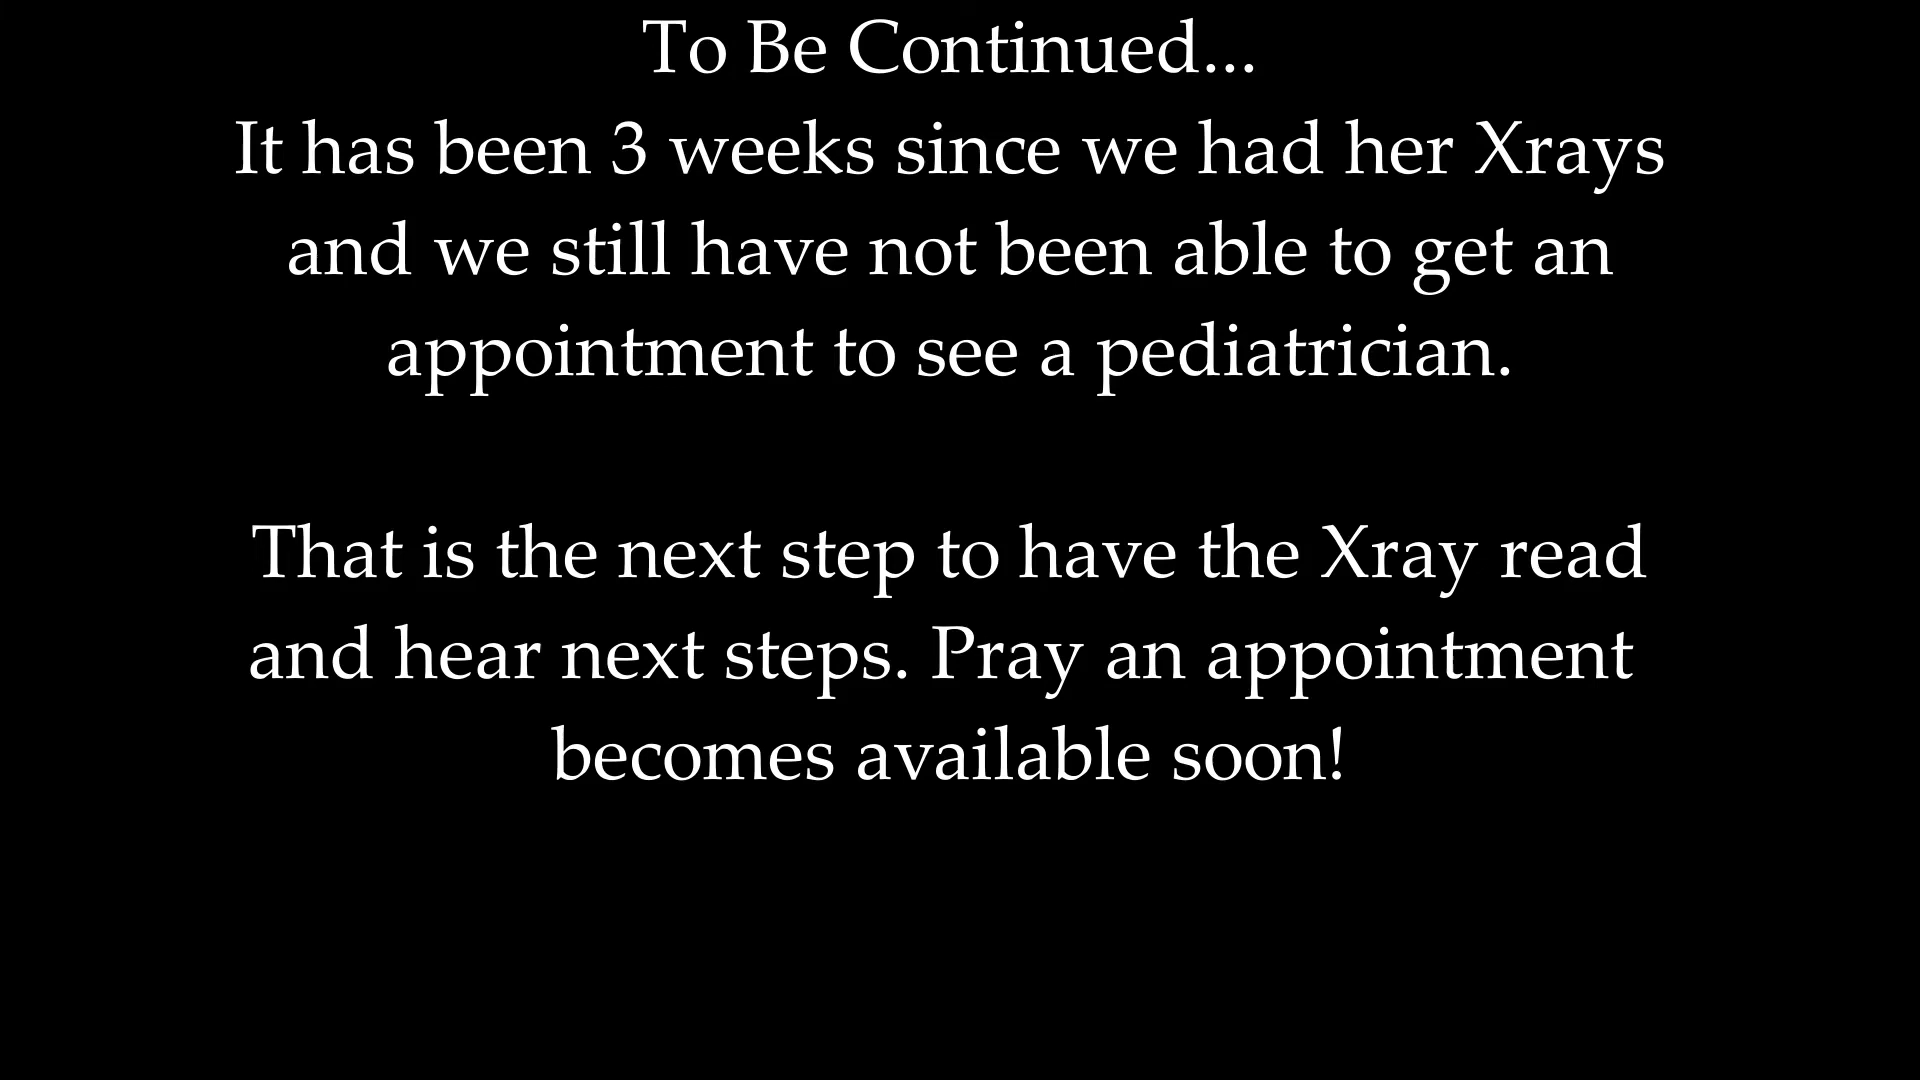 To Be Continued...
It has been 3 weeks since we had her Xrays
and we still have not been able to get an
appointment to see a pediatrician.
That is the next step to have the Xray read
and hear next steps. Pray an appointment
becomes available soon!